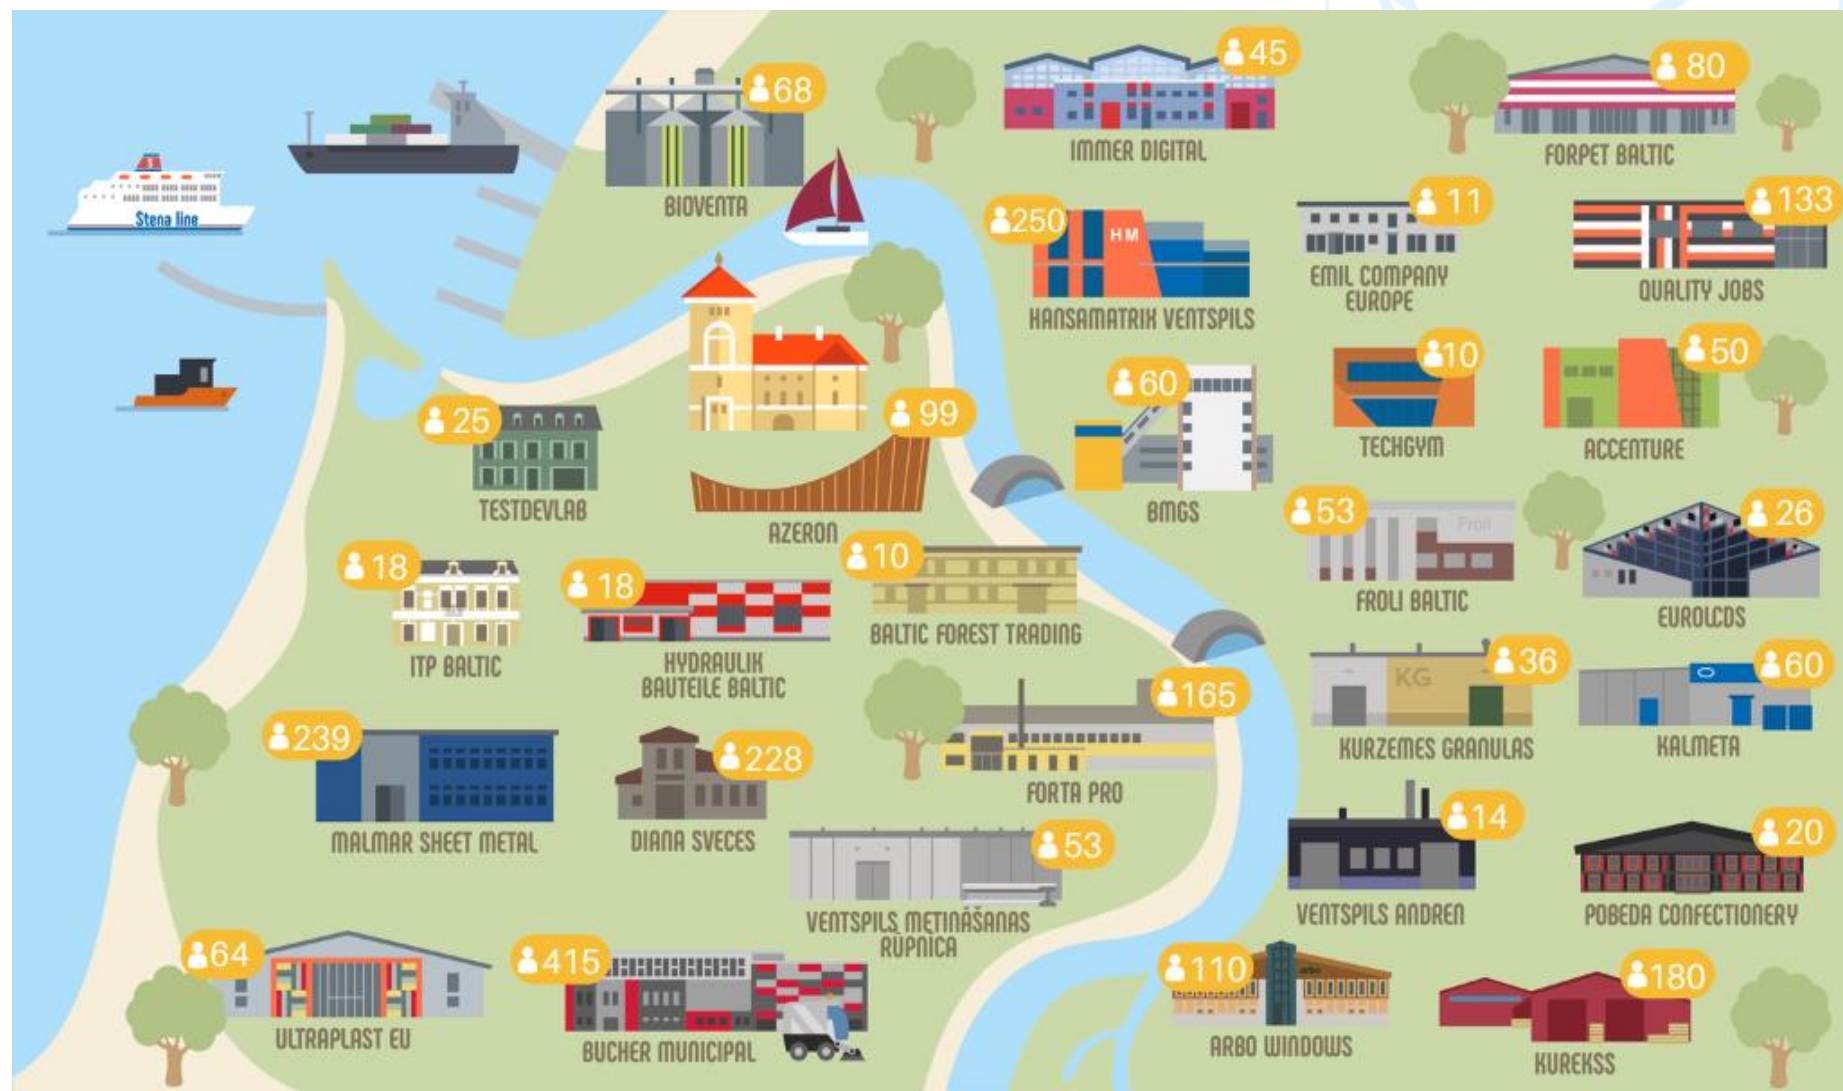 68
BIOVENTA
45
IMMER DIGITAL
80
FORPET BALTIC
Stena line
250
HM
HANSAMATRIX VENTSPILS
11
EMIL COMPANY
EUROPE
133
QUALITY JOBS
25
TESTDEVLAB
99
AZERON
60
BMGS
10
TECHGYM
50
ACCENTURE
18
ITP BALTIC
18
HYDRAULIK
BAUTEILE BALTIC
10
BALTIC FOREST TRADING
53
Froli
FROLI BALTIC
26
EUROLCDS
239
MALMAR SHEET METAL
228
DIANA SVECES
165
FORTA PRO
36
KG
KURZEMES GRANULAS
60
KALMETA
53
VENTSPILS METINĀŠANAS
RŪPNĪCA
14
VENTSPILS ANDREN
20
POBEDA CONFECTIONERY
64
ULTRAPLAST EU
415
BUCHER MUNICIPAL
110
arbo
ARBO WINDOWS
180
KUREKSS